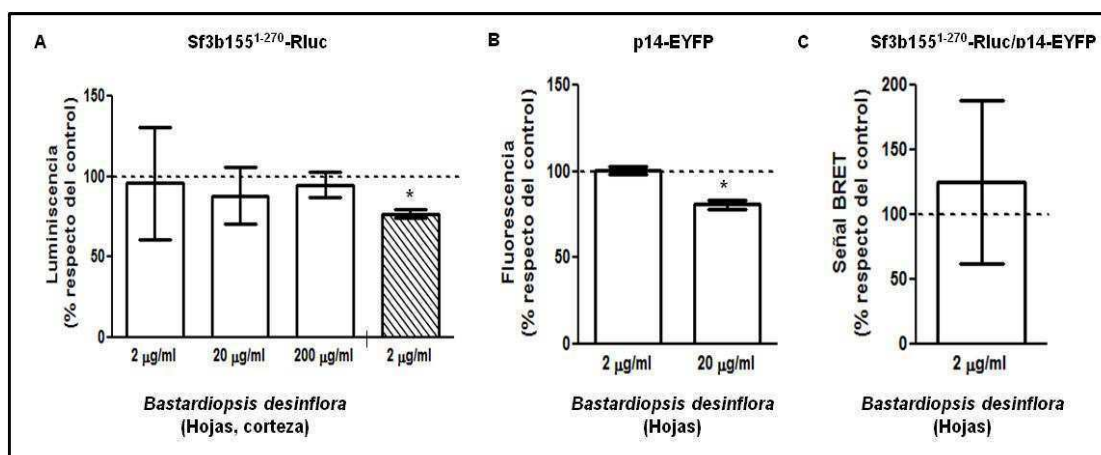 A
Sf3b155¹⁻²⁷⁰-Rluc
Luminiscencia
(% respecto del control)
150
100
50
0
*
2 µg/ml
20 µg/ml
200 µg/ml
2 µg/ml
Bastardiopsis desinflora
(Hojas, corteza)
B
p14-EYFP
Fluorescencia
(% respecto del control)
150
100
50
0
*
2 µg/ml
20 µg/ml
Bastardiopsis desinflora
(Hojas)
C
Sf3b155¹⁻²⁷⁰-Rluc/p14-EYFP
Señal BRET
(% respecto del control)
200
150
100
50
0
2 µg/ml
Bastardiopsis desinflora
(Hojas)